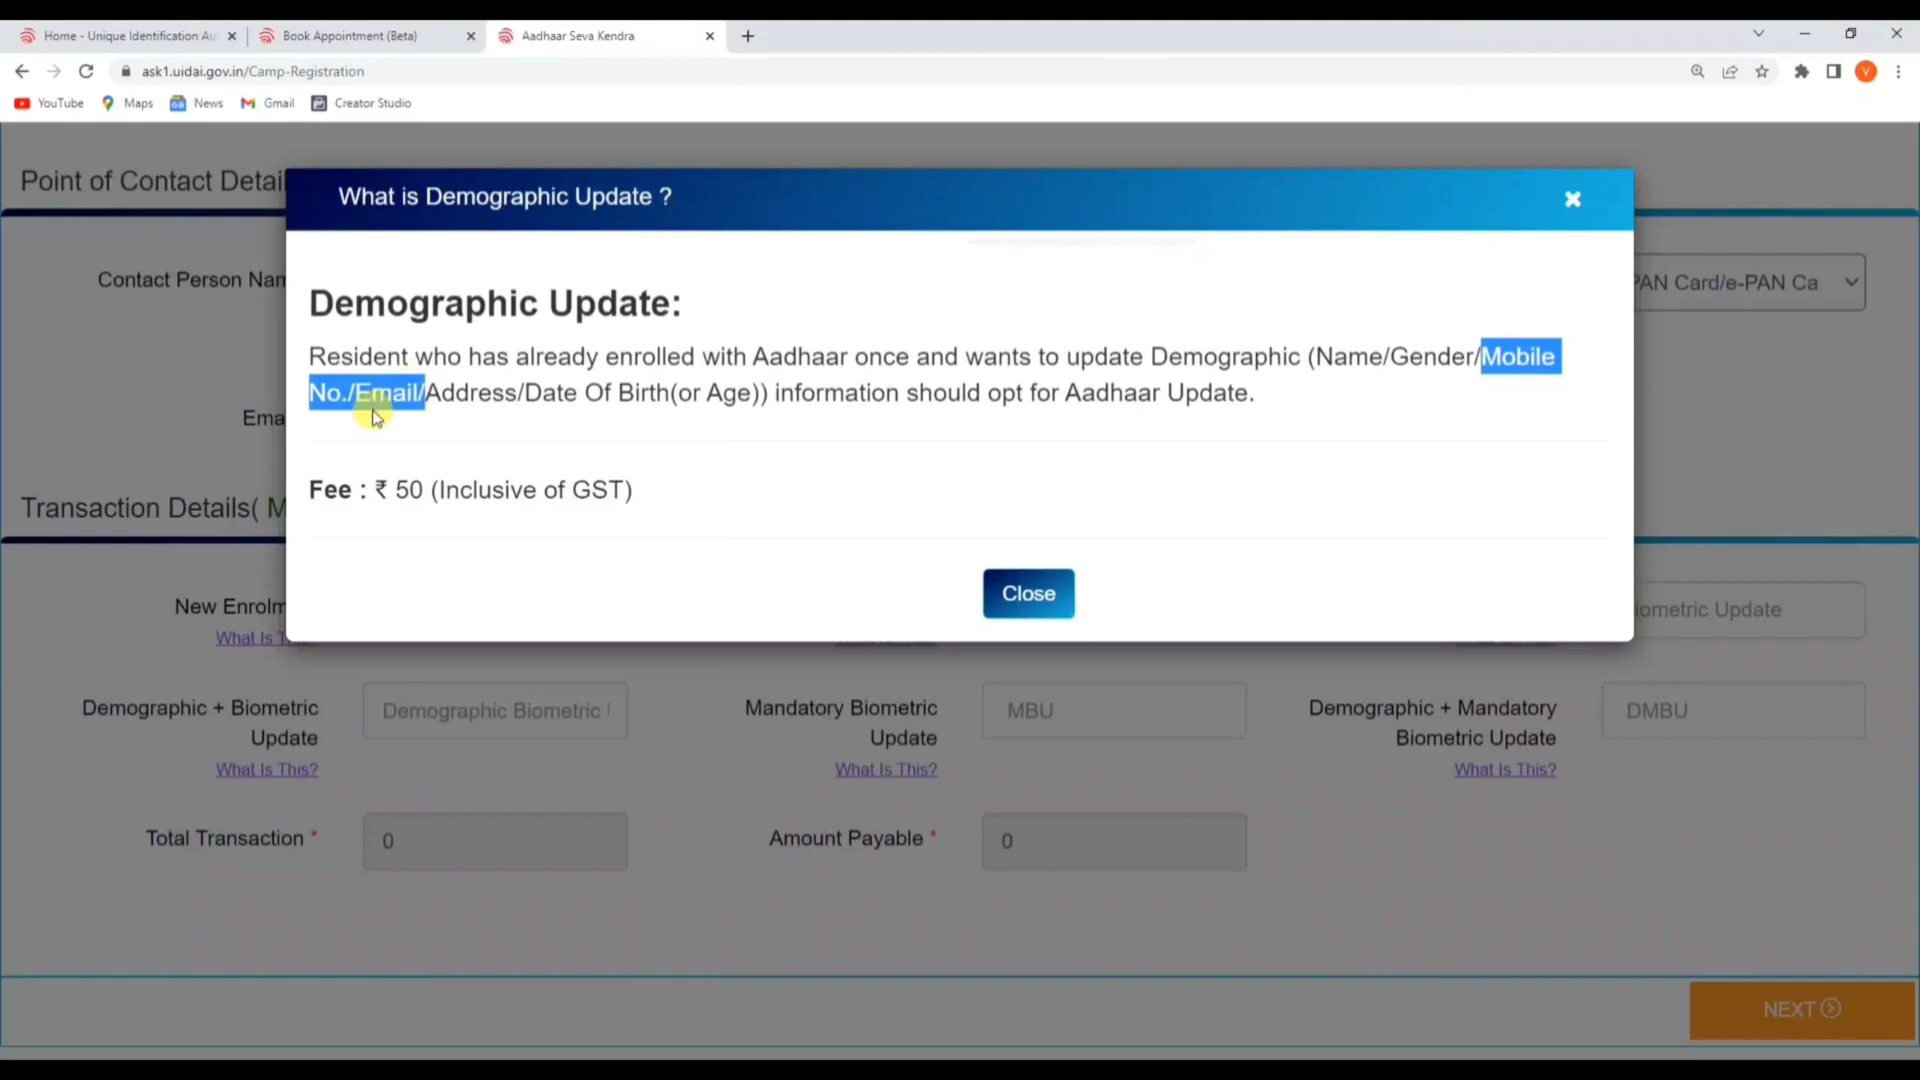 Home - Unique Identification Au
Book Appointment (Beta)
Aadhaar Seva Kendra
ask1.uidai.gov.in/Camp-Registration
V
YouTube
Maps
News
Gmail
Creator Studio
Point of Contact Detail
What is Demographic Update ?
Contact Person Nam
PAN Card/e-PAN Ca
Demographic Update:
Resident who has already enrolled with Aadhaar once and wants to update Demographic (Name/Gender/Mobile
No./Email/Address/Date Of Birth(or Age)) information should opt for Aadhaar Update.
Ema
Fee : ₹ 50 (Inclusive of GST)
Transaction Details( M
Close
New Enrolm
iometric Update
What Is T
Demographic + Biometric
Update
Demographic Biometric
Mandatory Biometric
Update
MBU
Demographic + Mandatory
Biometric Update
DMBU
What Is This?
What Is This?
What Is This?
Total Transaction *
0
Amount Payable *
0
NEXT